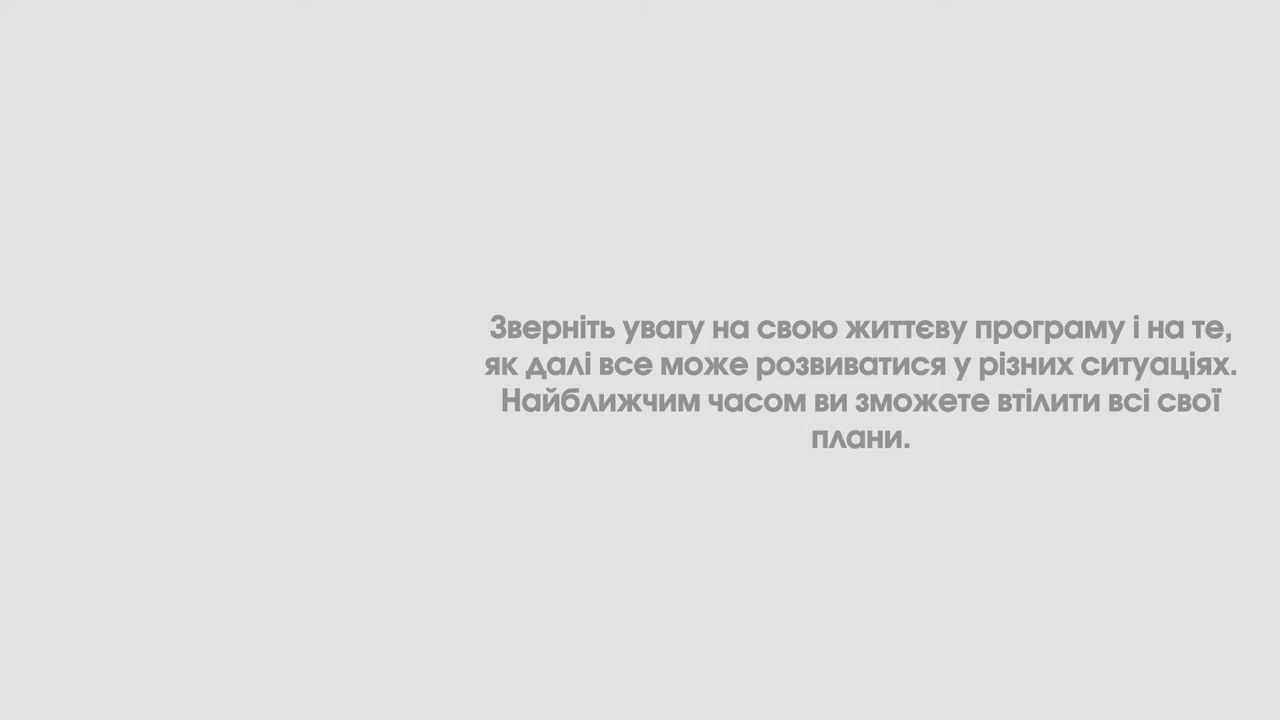 Зверніть увагу на свою життєву програму і на те,
як далі все може розвиватися у різних ситуаціях.
Найближчим часом ви зможете втілити всі свої
плани.